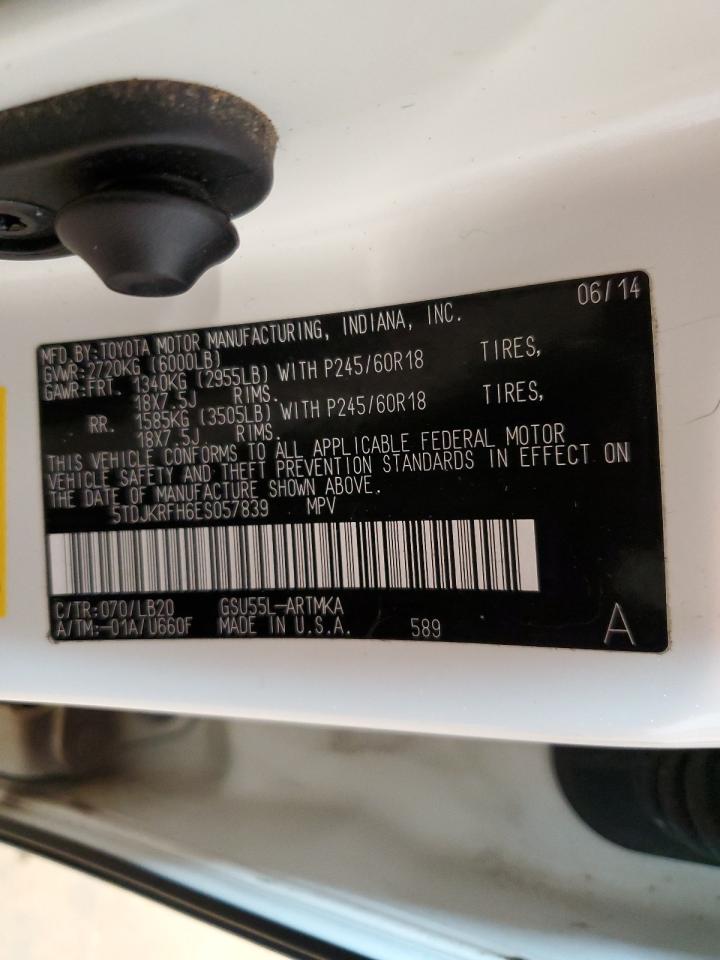 06/14
MFD.BY:TOYOTA MOTOR MANUFACTURING, INDIANA, INC.
GVWR:2720KG (6000LB)
GAWR:FRT. 1340KG (2955LB) WITH P245/60R18 TIRES,
18X7.5J RIMS.
RR. 1585KG (3505LB) WITH P245/60R18 TIRES,
18X7.5J RIMS.
THIS VEHICLE CONFORMS TO ALL APPLICABLE FEDERAL MOTOR
VEHICLE SAFETY AND THEFT PREVENTION STANDARDS IN EFFECT ON
THE DATE OF MANUFACTURE SHOWN ABOVE.
5TDJKRFH6ES057839 MPV
C/TR:070/LB20 GSU55L-ARTMKA
A/TM:-01A/U660F MADE IN U.S.A. 589
A